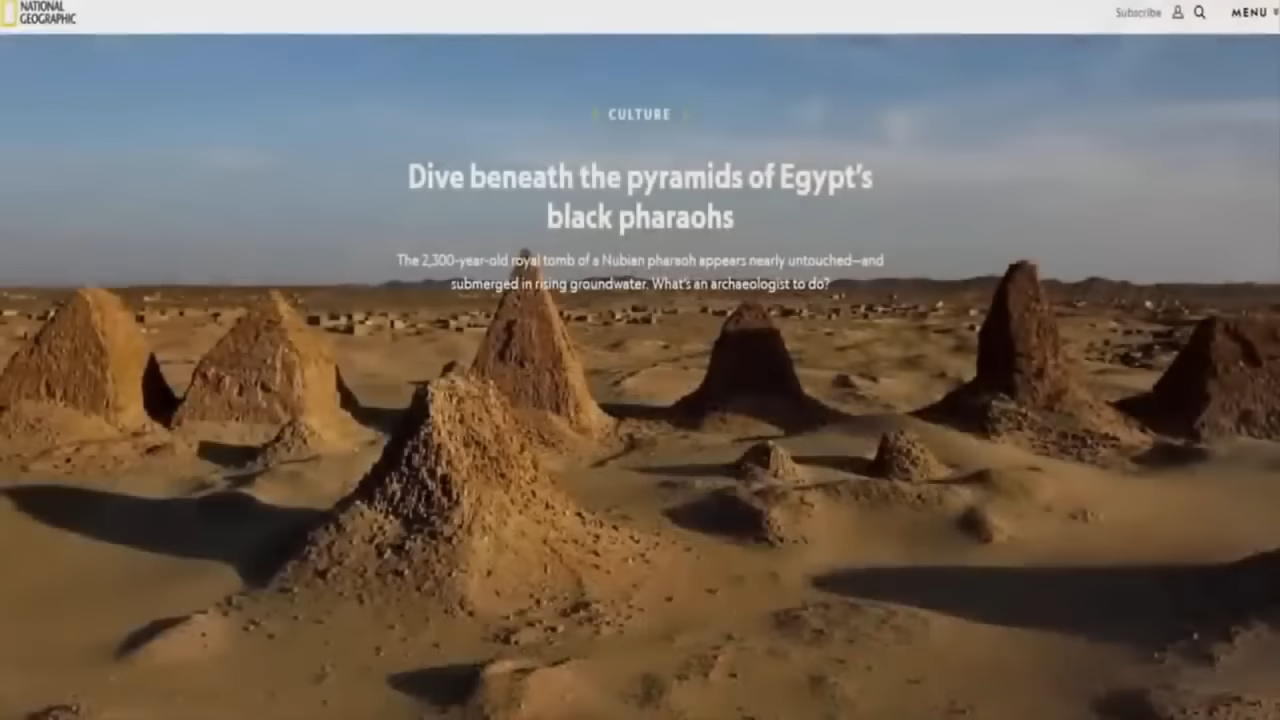 NATIONAL
GEOGRAPHIC
Subscribe
MENU
CULTURE
Dive beneath the pyramids of Egypt's
black pharaohs
The 2,300-year-old royal tomb of a Nubian pharaoh appears nearly untouched—and
submerged in rising groundwater. What's an archaeologist to do?